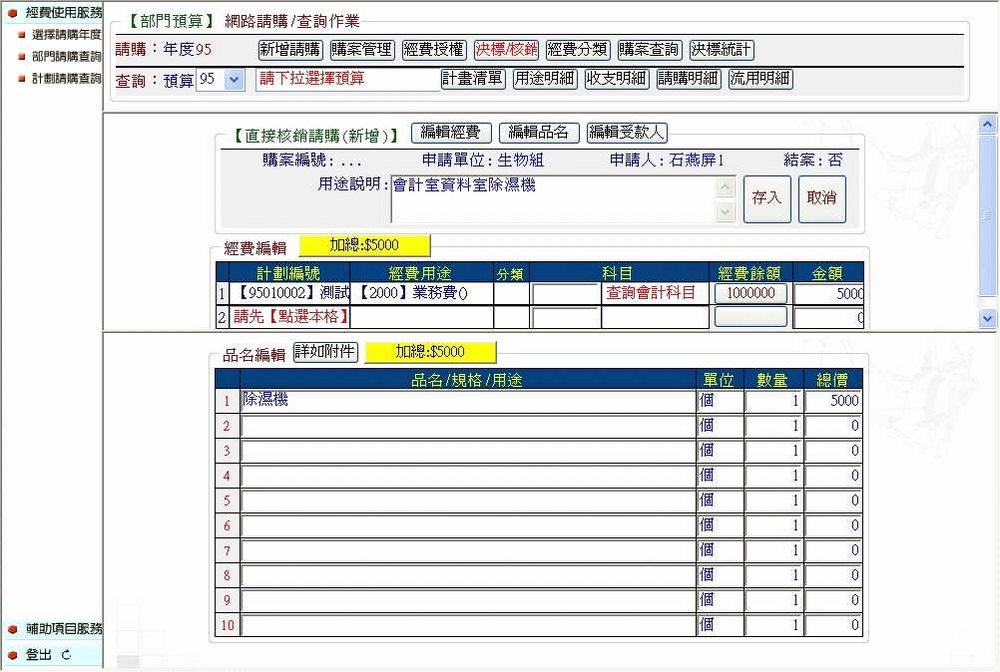 經費使用服務
選擇請購年度
部門請購查詢
計劃請購查詢
輔助項目服務
登出
【部門預算】 網路請購/查詢作業
請購：年度95 新增請購 購案管理 經費授權 決標/核銷 經費分類 購案查詢 決標統計
查詢：預算 95 請下拉選擇預算 計畫清單 用途明細 收支明細 請購明細 流用明細
【直接核銷請購(新增)】 編輯經費 編輯品名 編輯受款人
購案編號：... 申請單位：生物組 申請人：石燕屏1 結案：否
用途說明： 會計室資料室除濕機 存入 取消
經費編輯 加總:$5000
計劃編號 經費用途 分類 科目 經費餘額 金額
1 【95010002】測試 【2000】業務費() 查詢會計科目 1000000 5000
2 請先【點選本格】 0
品名編輯 詳如附件 加總:$5000
品名/規格/用途 單位 數量 總價
1 除濕機 個 1 5000
2 個 1 0
3 個 1 0
4 個 1 0
5 個 1 0
6 個 1 0
7 個 1 0
8 個 1 0
9 個 1 0
10 個 1 0